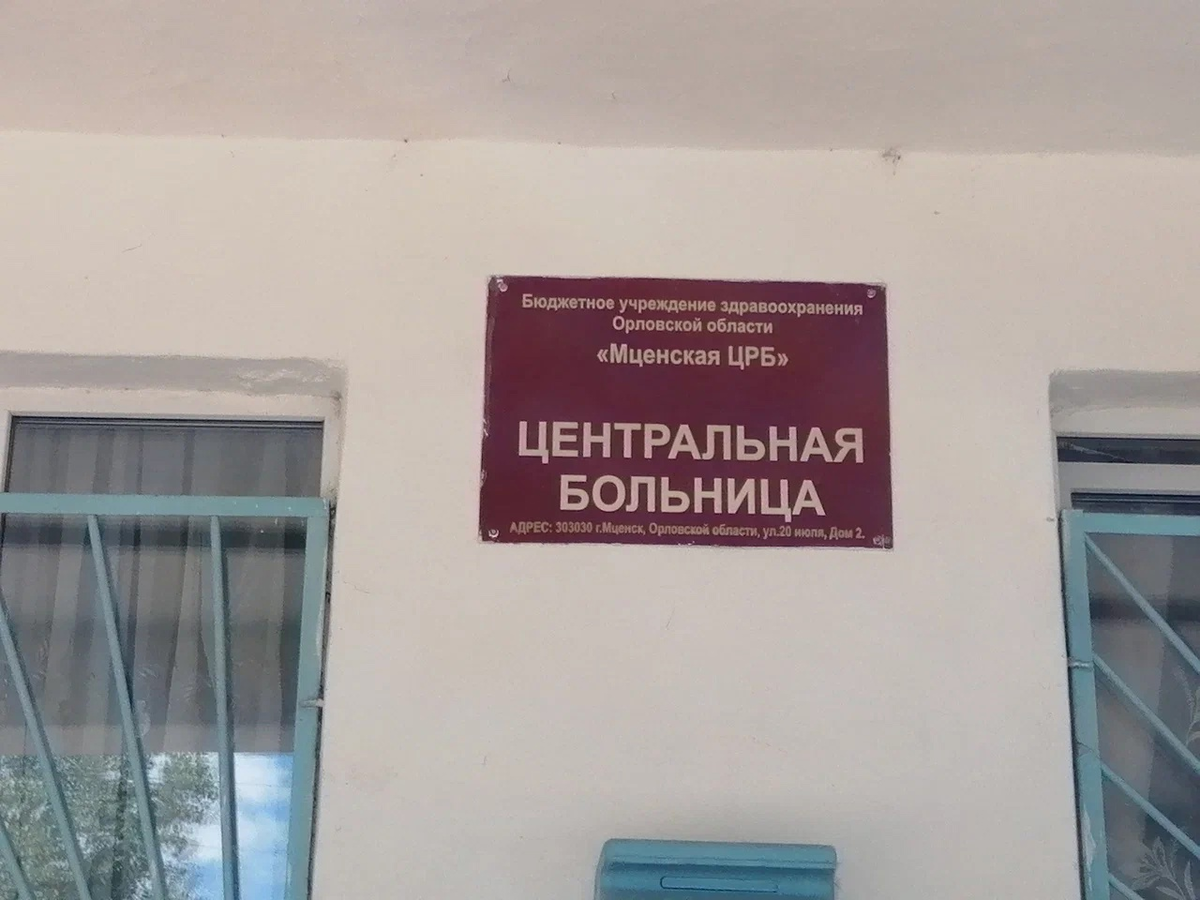 Бюджетное учреждение здравоохранения
Орловской области
«Мценская ЦРБ»
ЦЕНТРАЛЬНАЯ
БОЛЬНИЦА
АДРЕС: 303030 г.Мценск, Орловской области, ул.20 июля, Дом 2.